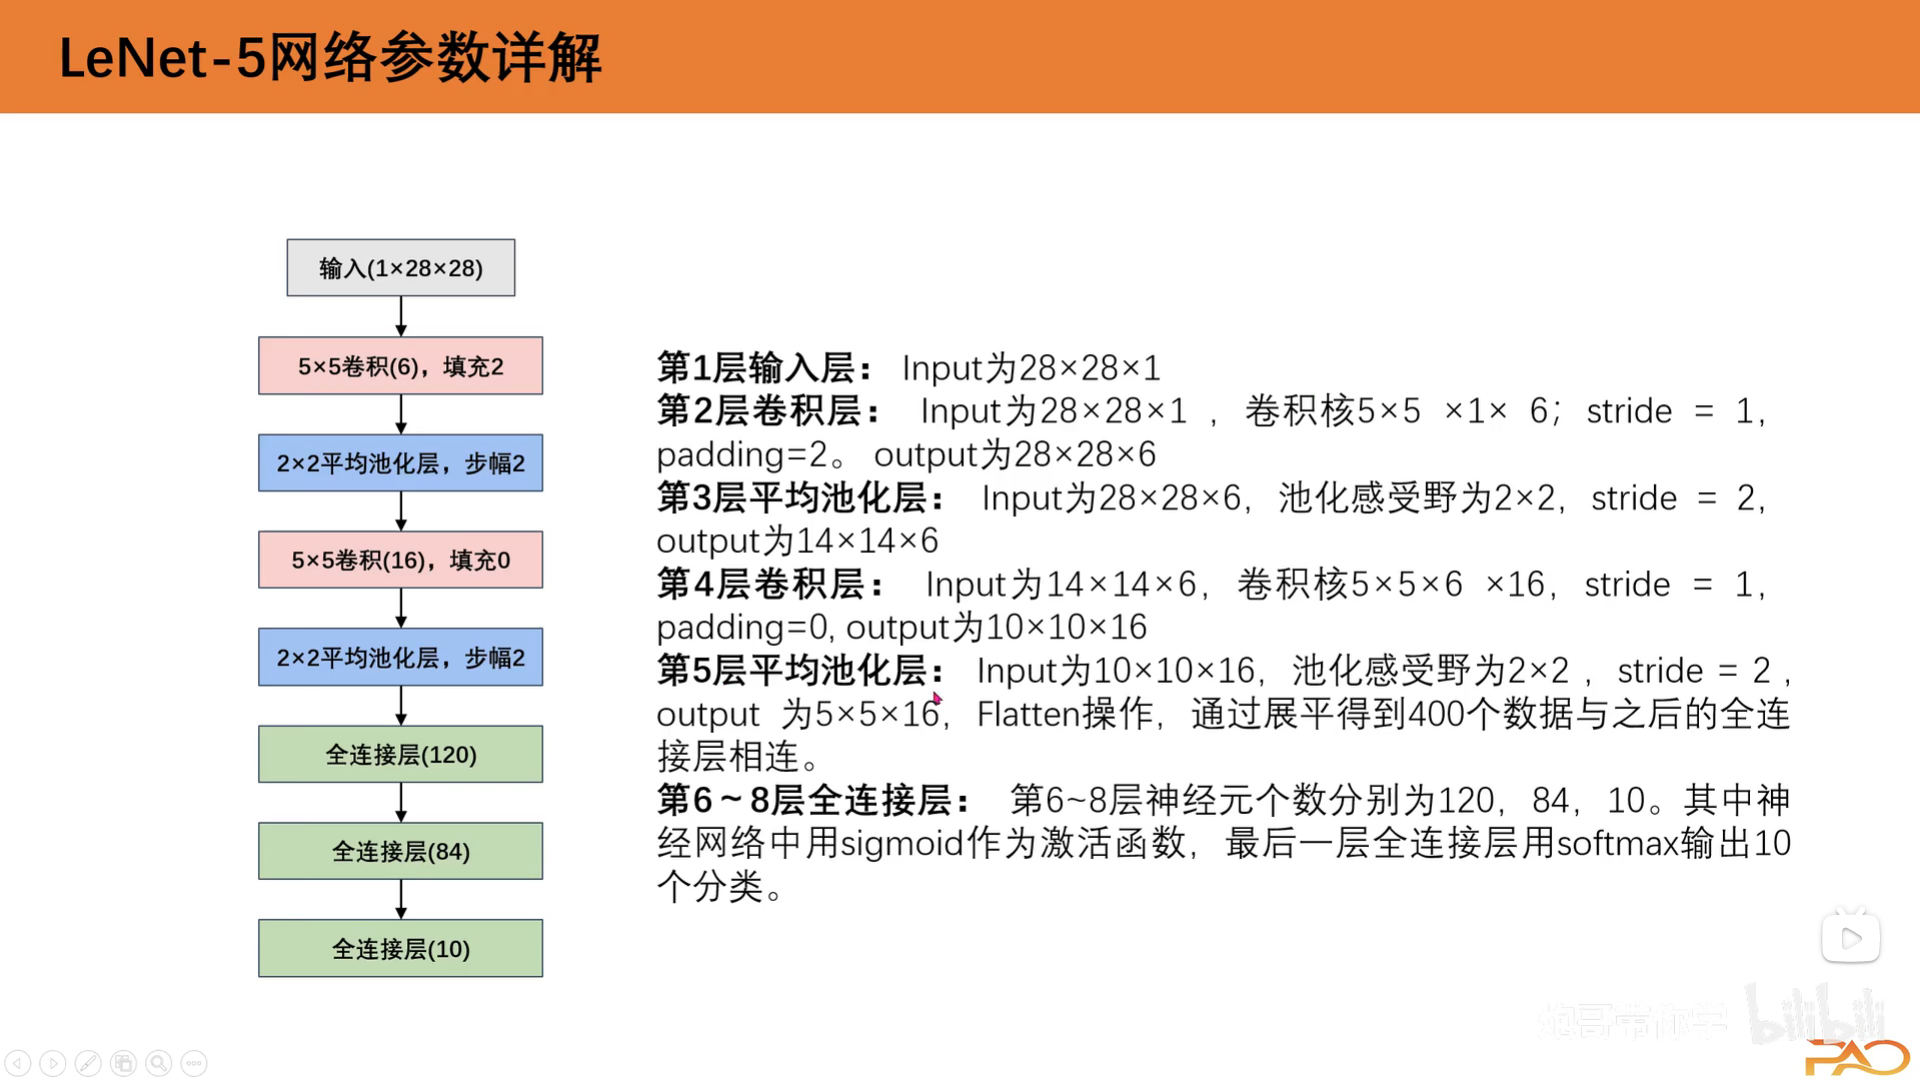 LeNet-5网络参数详解
输入(1×28×28)
5×5卷积(6)，填充2
2×2平均池化层，步幅2
5×5卷积(16)，填充0
2×2平均池化层，步幅2
全连接层(120)
全连接层(84)
全连接层(10)
第1层输入层： Input为28×28×1
第2层卷积层： Input为28×28×1 ，卷积核5×5 ×1× 6；stride = 1，
padding=2。 output为28×28×6
第3层平均池化层： Input为28×28×6，池化感受野为2×2，stride = 2，
output为14×14×6
第4层卷积层： Input为14×14×6，卷积核5×5×6 ×16，stride = 1，
padding=0, output为10×10×16
第5层平均池化层： Input为10×10×16，池化感受野为2×2 ，stride = 2 ,
output 为5×5×16，Flatten操作，通过展平得到400个数据与之后的全连
接层相连。
第6～8层全连接层： 第6~8层神经元个数分别为120，84，10。其中神
经网络中用sigmoid作为激活函数，最后一层全连接层用softmax输出10
个分类。
炮哥带你学
bilibili
PAO